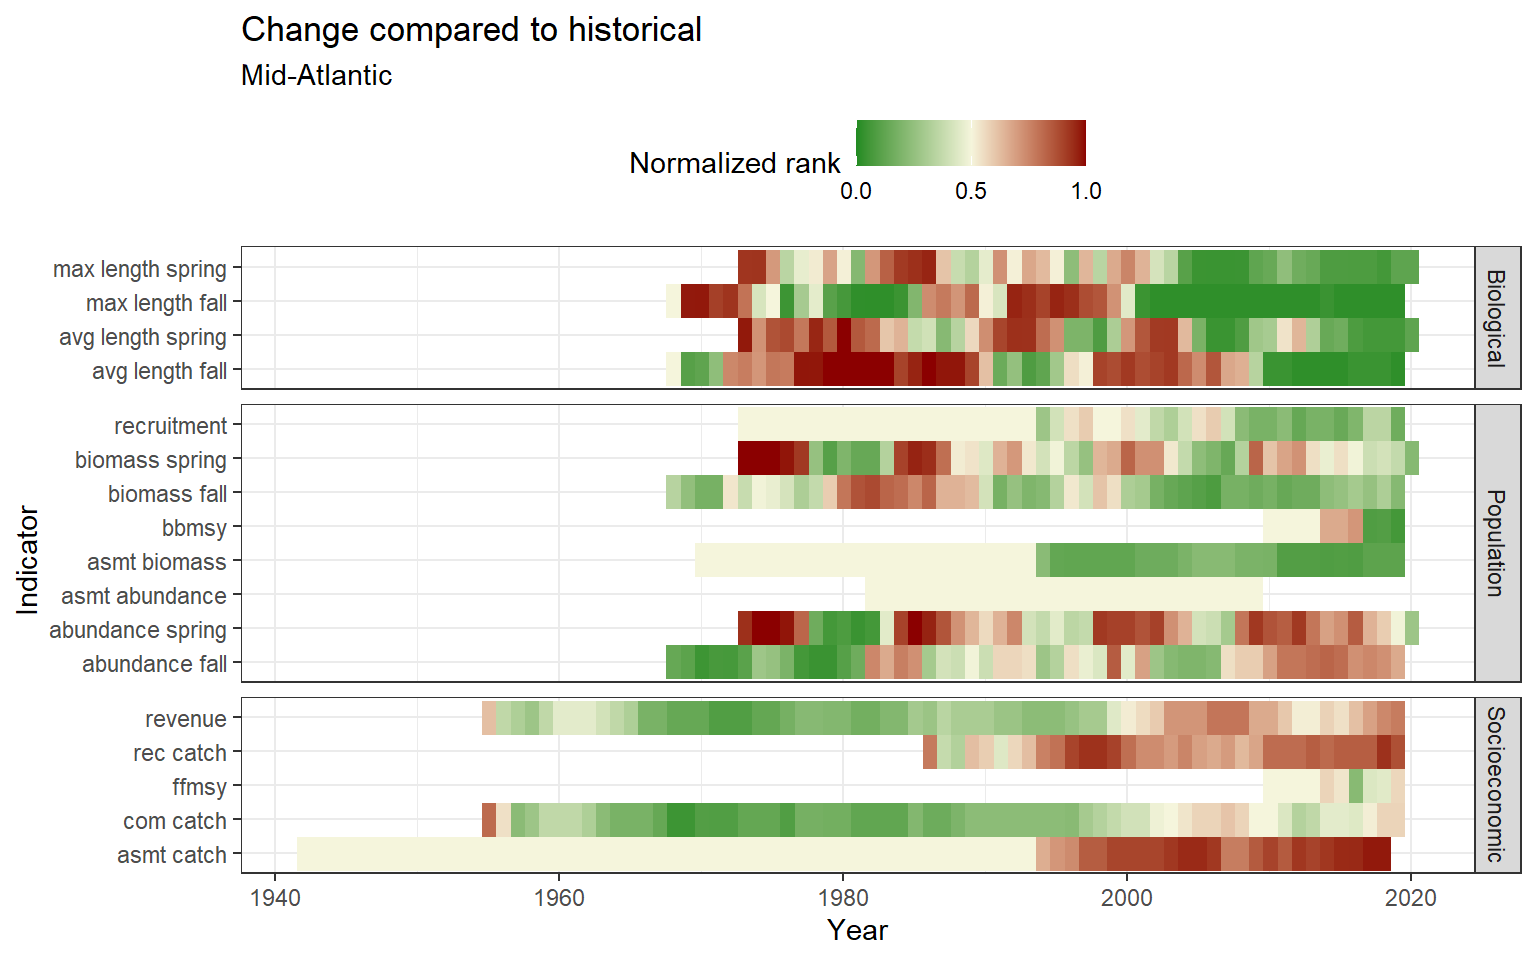 Change compared to historical
Mid-Atlantic
Normalized rank
0.0 0.5 1.0
Indicator
max length spring
max length fall
avg length spring
avg length fall
Biological
recruitment
biomass spring
biomass fall
bbmsy
asmt biomass
asmt abundance
abundance spring
abundance fall
Population
revenue
rec catch
ffmsy
com catch
asmt catch
Socioeconomic
1940 1960 1980 2000 2020
Year